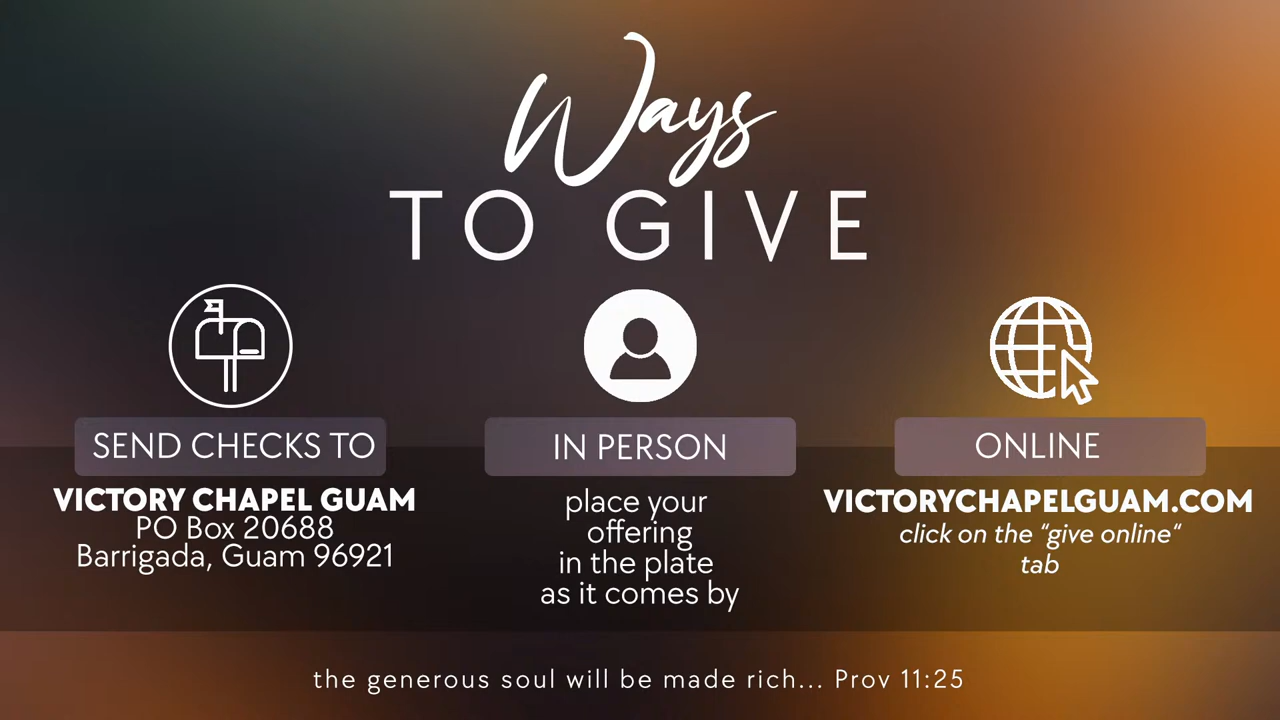 Ways
TO GIVE
SEND CHECKS TO
VICTORY CHAPEL GUAM
PO Box 20688
Barrigada, Guam 96921
IN PERSON
place your
offering
in the plate
as it comes by
ONLINE
VICTORYCHAPELGUAM.COM
click on the “give online“
tab
the generous soul will be made rich... Prov 11:25